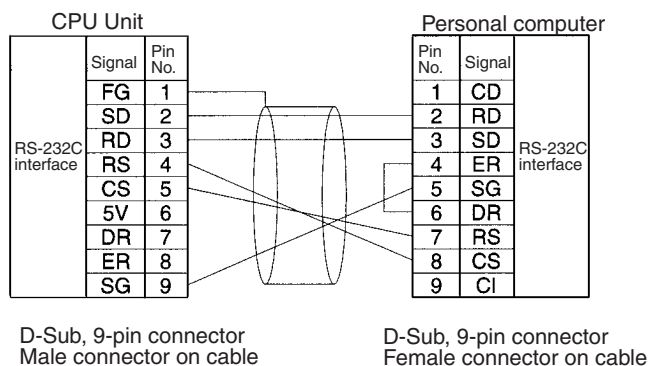 CPU Unit
Personal computer
RS-232C
interface
Signal Pin
No.
FG 1
SD 2
RD 3
RS 4
CS 5
5V 6
DR 7
ER 8
SG 9
Pin
No. Signal
1 CD
2 RD
3 SD
4 ER
5 SG
6 DR
7 RS
8 CS
9 CI
RS-232C
interface
D-Sub, 9-pin connector
Male connector on cable
D-Sub, 9-pin connector
Female connector on cable